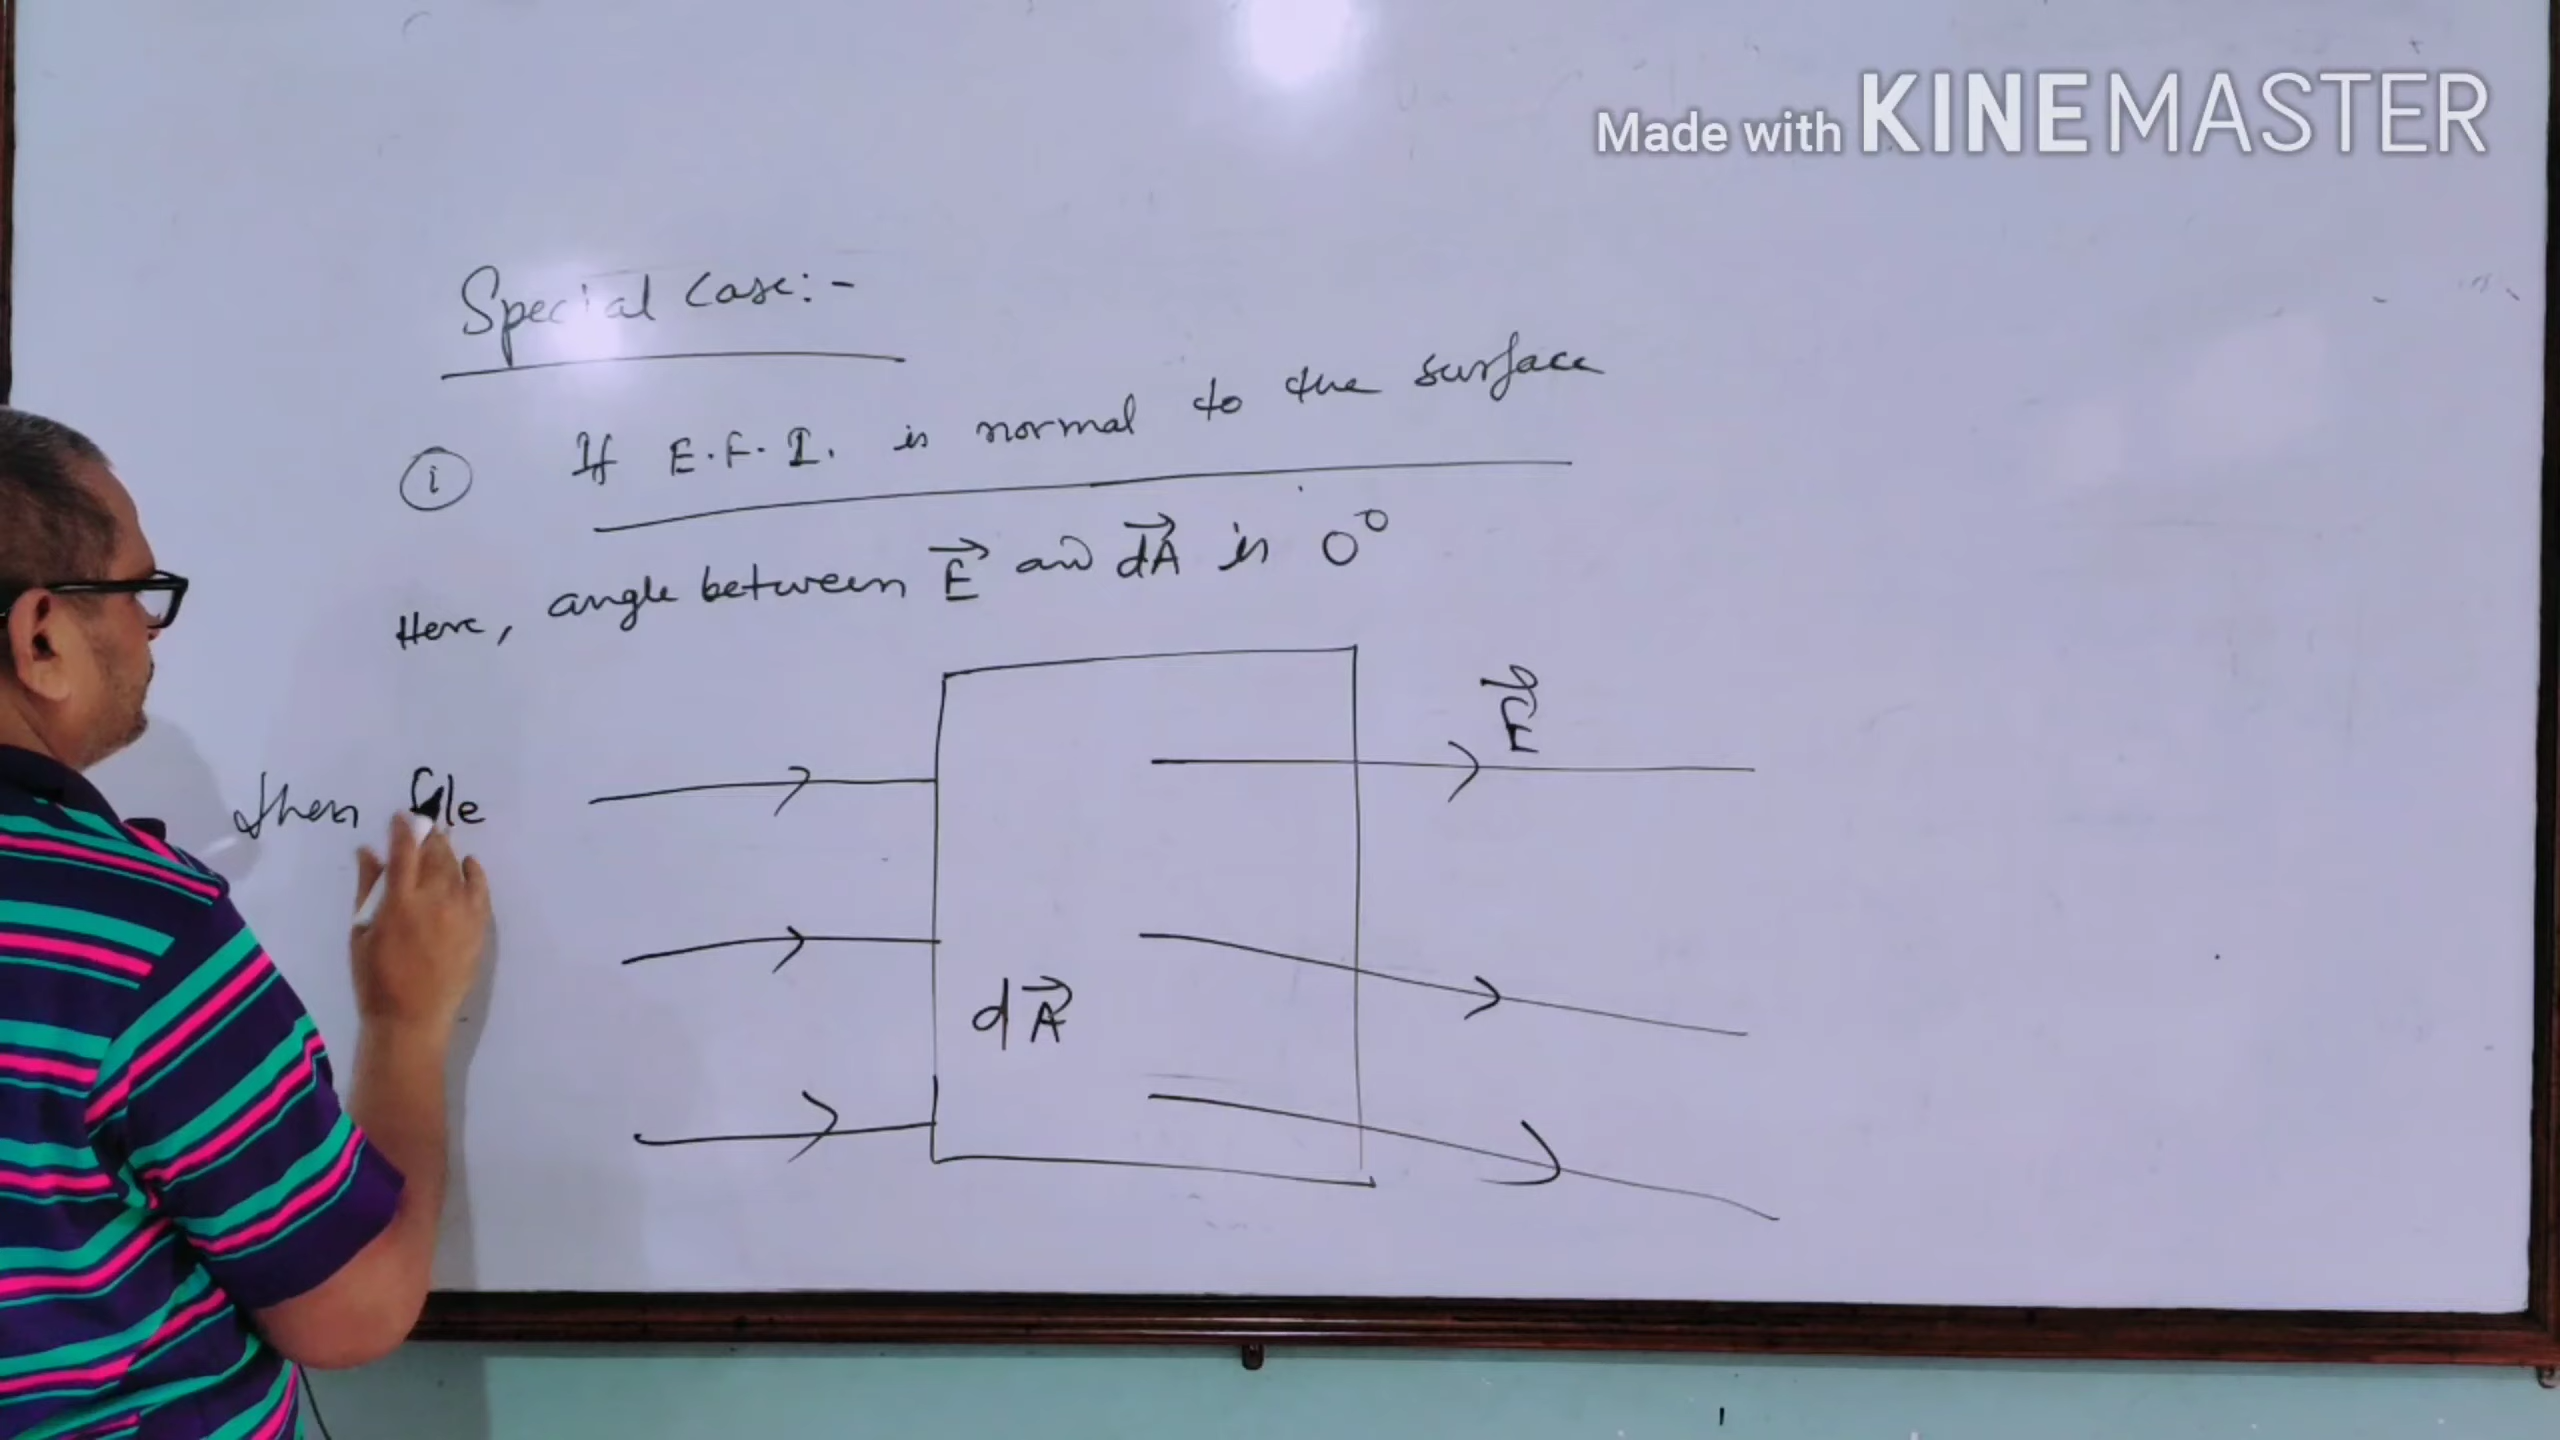 Made with KINEMASTER
Special Case:-
i If E.F.I. is normal to the surface
Here, angle between E→ and dA→ is 0°
E→
then
dA→